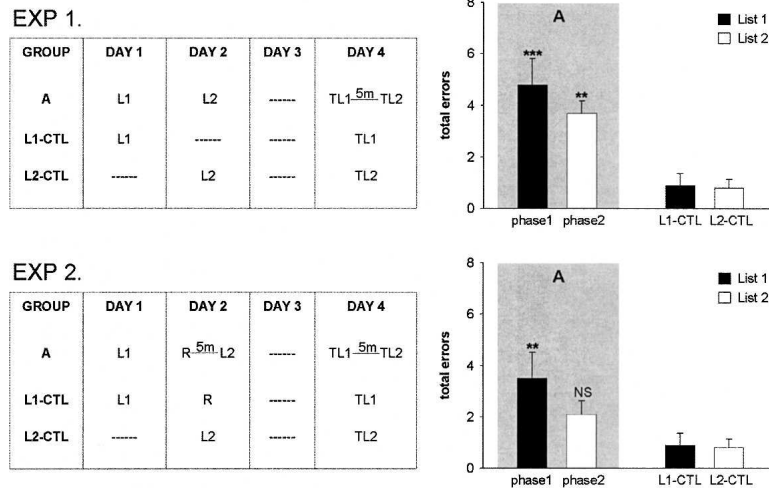 EXP 1.
GROUP DAY 1 DAY 2 DAY 3 DAY 4
A L1 L2 ------ TL1 5m TL2
L1-CTL L1 ------ ------ TL1
L2-CTL ------ L2 ------ TL2
A
List 1
List 2
total errors
8
6
4
2
0
***
**
phase1 phase2 L1-CTL L2-CTL
EXP 2.
GROUP DAY 1 DAY 2 DAY 3 DAY 4
A L1 R 5m L2 ------ TL1 5m TL2
L1-CTL L1 R ------ TL1
L2-CTL ------ L2 ------ TL2
A
List 1
List 2
total errors
8
6
4
2
0
**
NS
phase1 phase2 L1-CTL L2-CTL